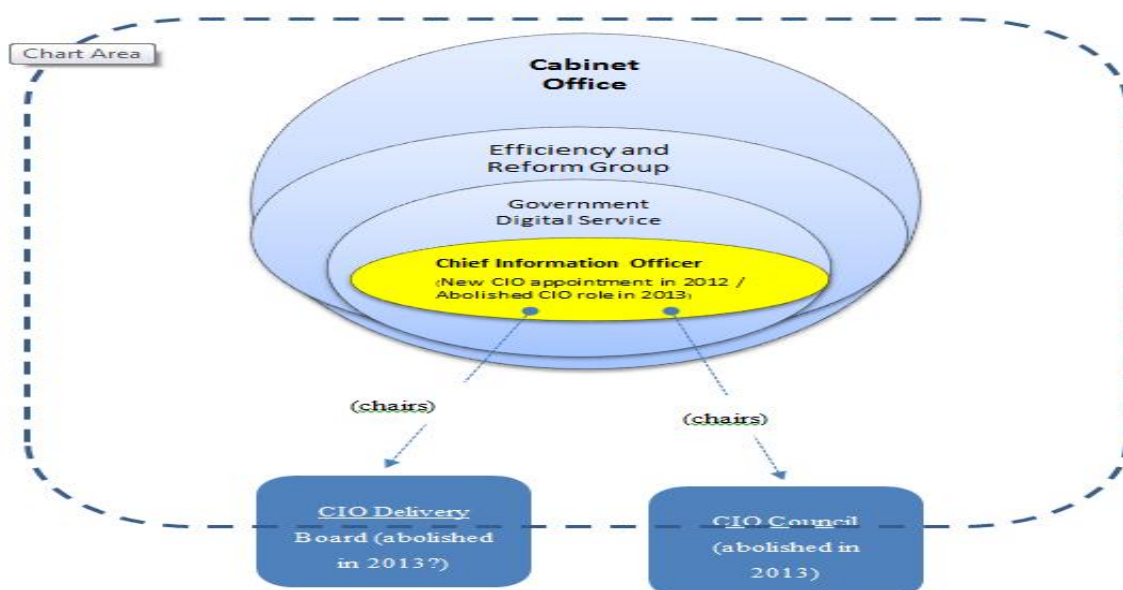 Chart Area
Cabinet
Office
Efficiency and
Reform Group
Government
Digital Service
Chief Information Officer
(New CIO appointment in 2012 /
Abolished CIO role in 2013)
(chairs)
(chairs)
CIO Delivery
Board (abolished
in 2013?)
CIO Council
(abolished in
2013)